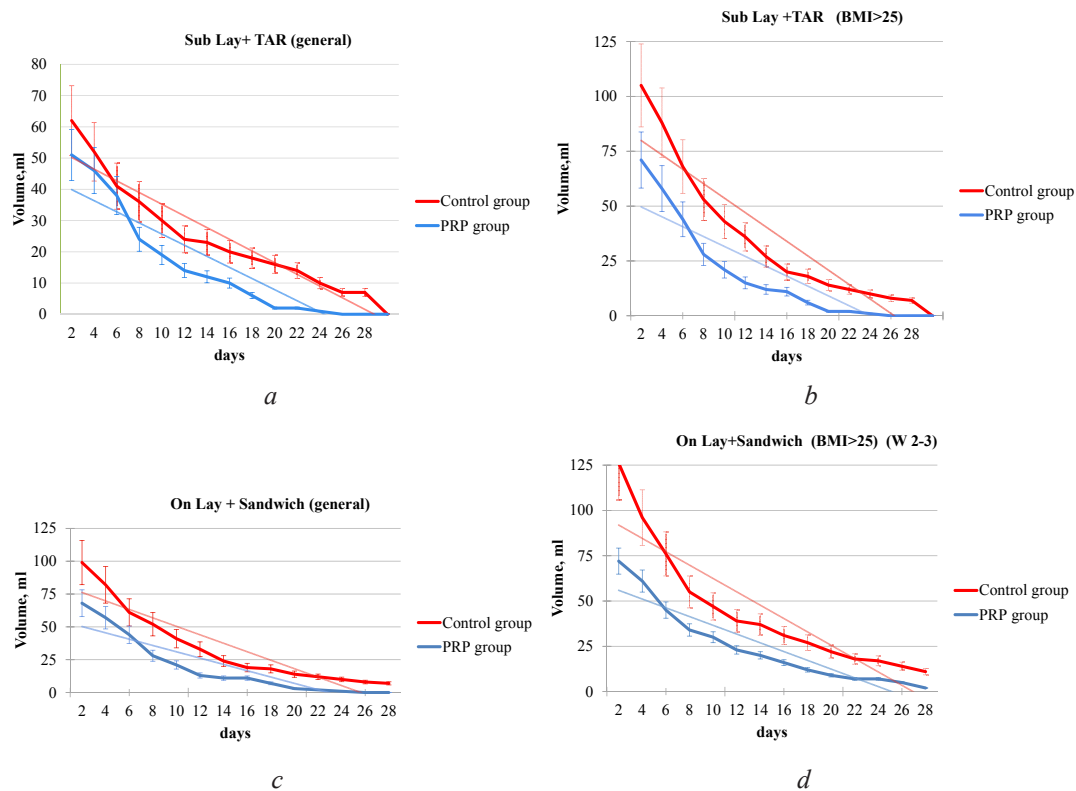 Sub Lay+ TAR (general)
80
70
60
50
40
30
20
10
0
Volume,ml
2 4 6 8 10 12 14 16 18 20 22 24 26 28
days
Control group
PRP group
a
Sub Lay +TAR (BMI>25)
125
100
75
50
25
0
Volume,ml
2 4 6 8 10 12 14 16 18 20 22 24 26 28
days
Control group
PRP group
b
On Lay + Sandwich (general)
125
100
75
50
25
0
Volume, ml
2 4 6 8 10 12 14 16 18 20 22 24 26 28
days
Control group
PRP group
c
On Lay+Sandwich (BMI>25) (W 2-3)
125
100
75
50
25
0
Volume, ml
2 4 6 8 10 12 14 16 18 20 22 24 26 28
days
Control group
PRP group
d